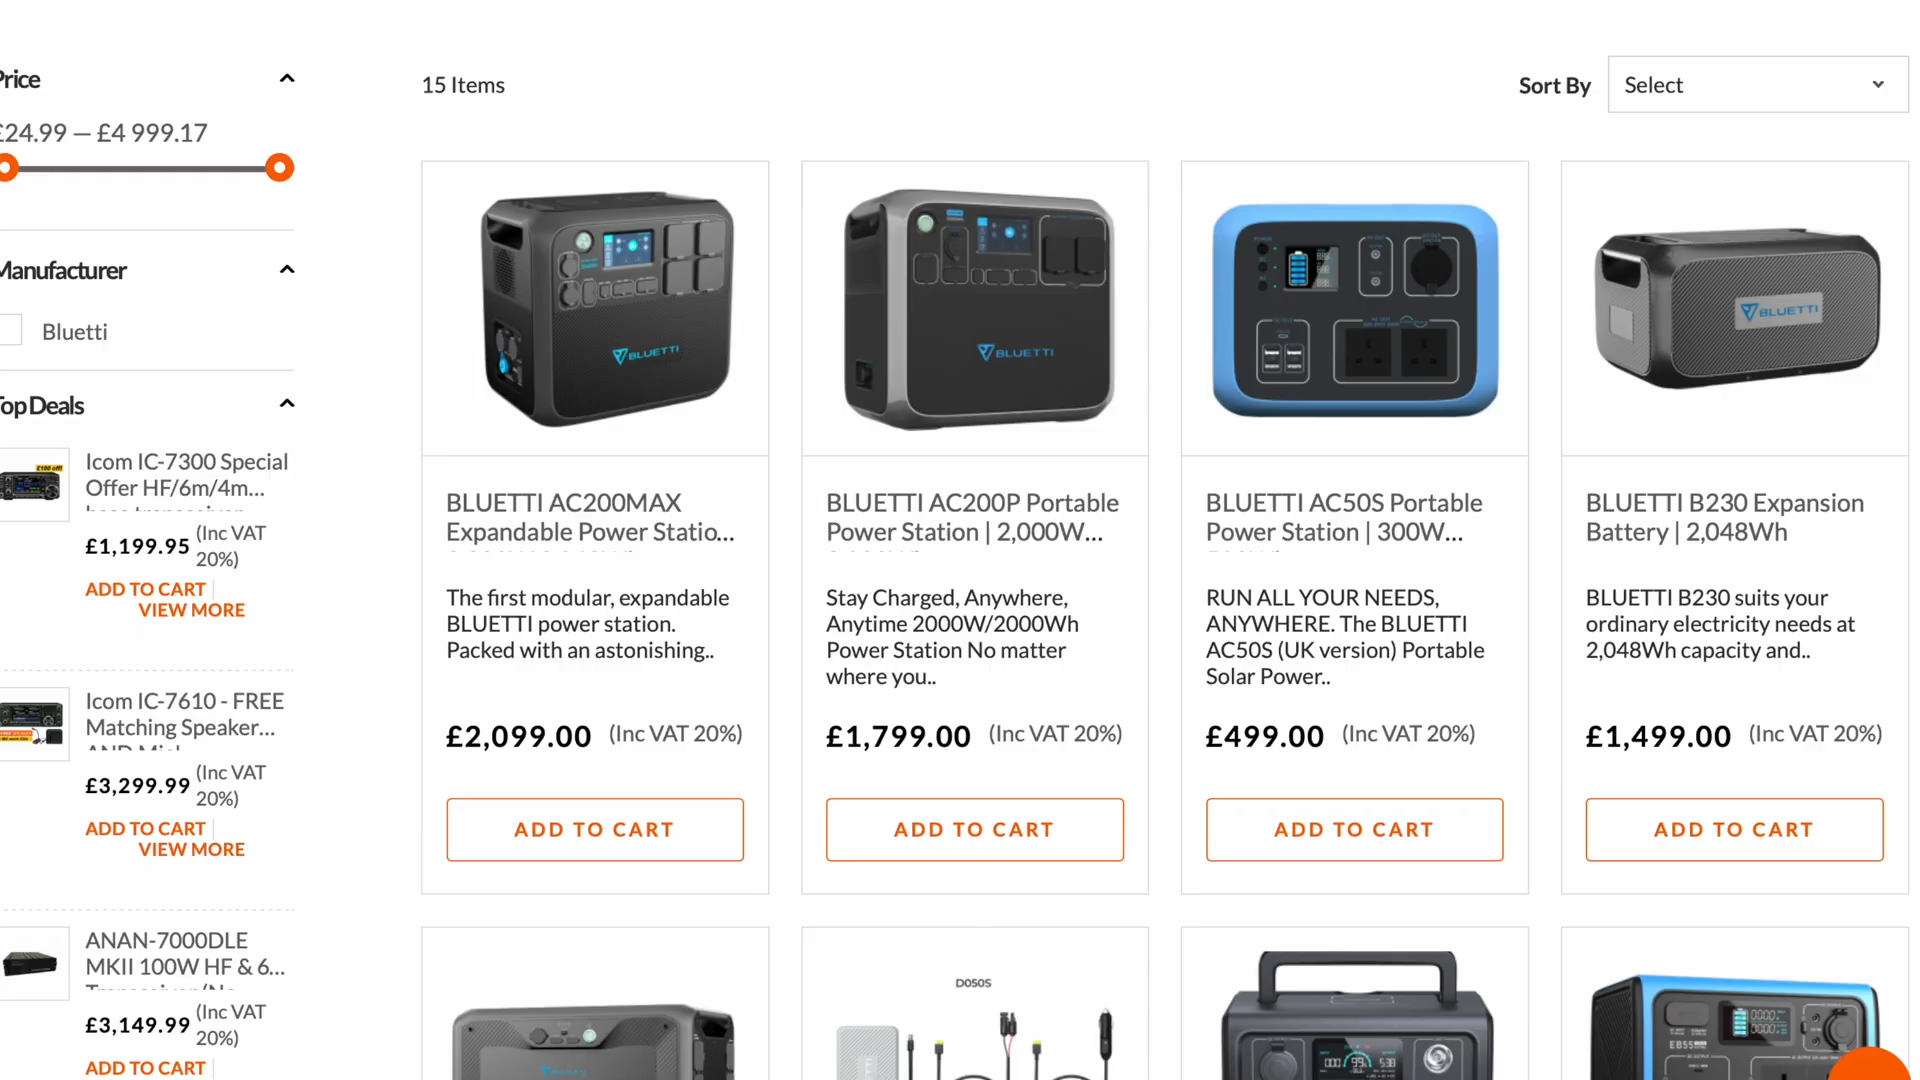 Price
£24.99 — £4 999.17
Manufacturer
Bluetti
Top Deals
£100 off!
Icom IC-7300 Special
Offer HF/6m/4m...
£1,199.95 (Inc VAT
20%)
ADD TO CART
VIEW MORE
Icom IC-7610 - FREE
Matching Speaker...
£3,299.99 (Inc VAT
20%)
ADD TO CART
VIEW MORE
ANAN-7000DLE
MKII 100W HF & 6...
£3,149.99 (Inc VAT
20%)
ADD TO CART
15 Items
Sort By Select
BLUETTI
BLUETTI AC200MAX
Expandable Power Statio...
The first modular, expandable
BLUETTI power station.
Packed with an astonishing..
£2,099.00 (Inc VAT 20%)
ADD TO CART
BLUETTI
BLUETTI AC200P Portable
Power Station | 2,000W...
Stay Charged, Anywhere,
Anytime 2000W/2000Wh
Power Station No matter
where you..
£1,799.00 (Inc VAT 20%)
ADD TO CART
BLUETTI AC50S Portable
Power Station | 300W...
RUN ALL YOUR NEEDS,
ANYWHERE. The BLUETTI
AC50S (UK version) Portable
Solar Power..
£499.00 (Inc VAT 20%)
ADD TO CART
BLUETTI
BLUETTI B230 Expansion
Battery | 2,048Wh
BLUETTI B230 suits your
ordinary electricity needs at
2,048Wh capacity and..
£1,499.00 (Inc VAT 20%)
ADD TO CART
D050S
EB55